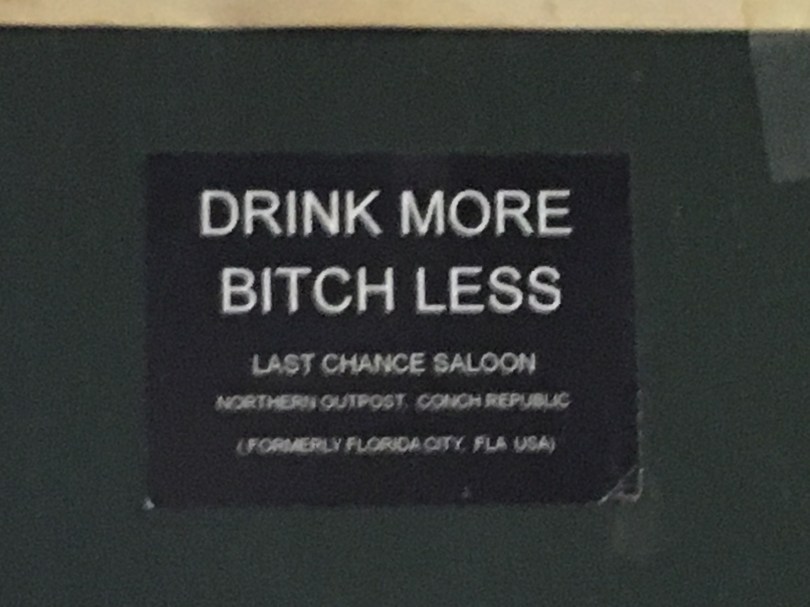 DRINK MORE
BITCH LESS
LAST CHANCE SALOON
NORTHERN OUTPOST, CONCH REPUBLIC
(FORMERLY FLORIDA CITY, FLA USA)